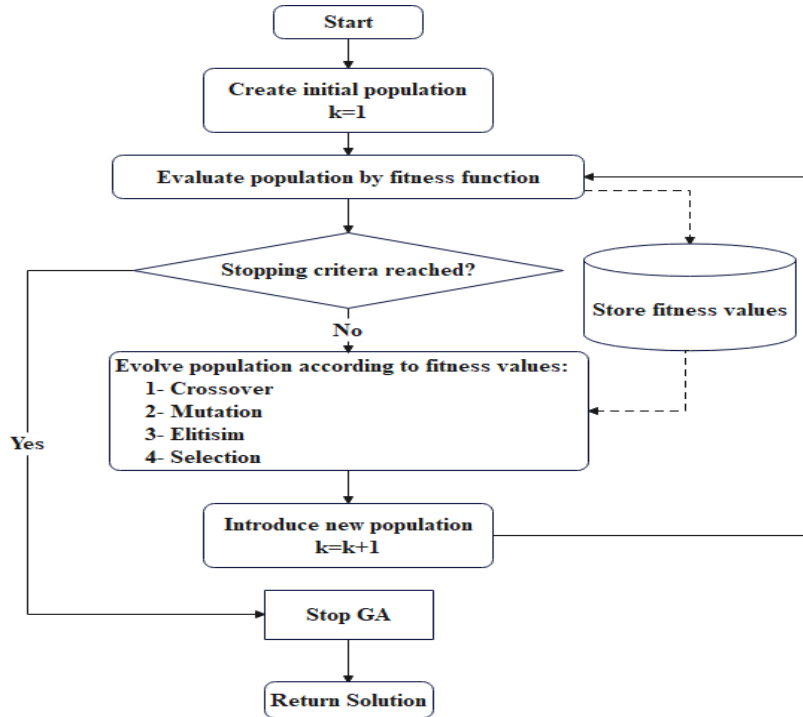 Start
Create initial population
k=1
Evaluate population by fitness function
Stopping critera reached?
Store fitness values
No
Evolve population according to fitness values:
1- Crossover
2- Mutation
3- Elitisim
4- Selection
Yes
Introduce new population
k=k+1
Stop GA
Return Solution